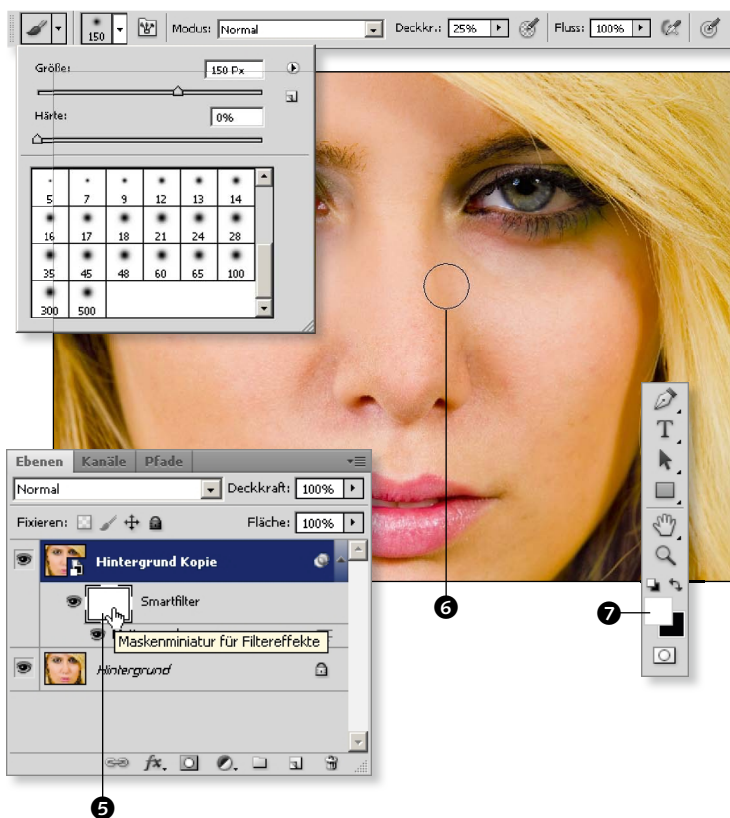 150 Modus: Normal Deckkr.: 25% Fluss: 100%
Größe: 150 Px
Härte: 0%
5 7 9 12 13 14
16 17 18 21 24 28
35 45 48 60 65 100
300 500
T
Ebenen Kanäle Pfade
Normal Deckkraft: 100%
Fixieren: Fläche: 100%
Hintergrund Kopie
Smartfilter
Maskenminiatur für Filtereffekte
Hintergrund
fx.
5
6
7